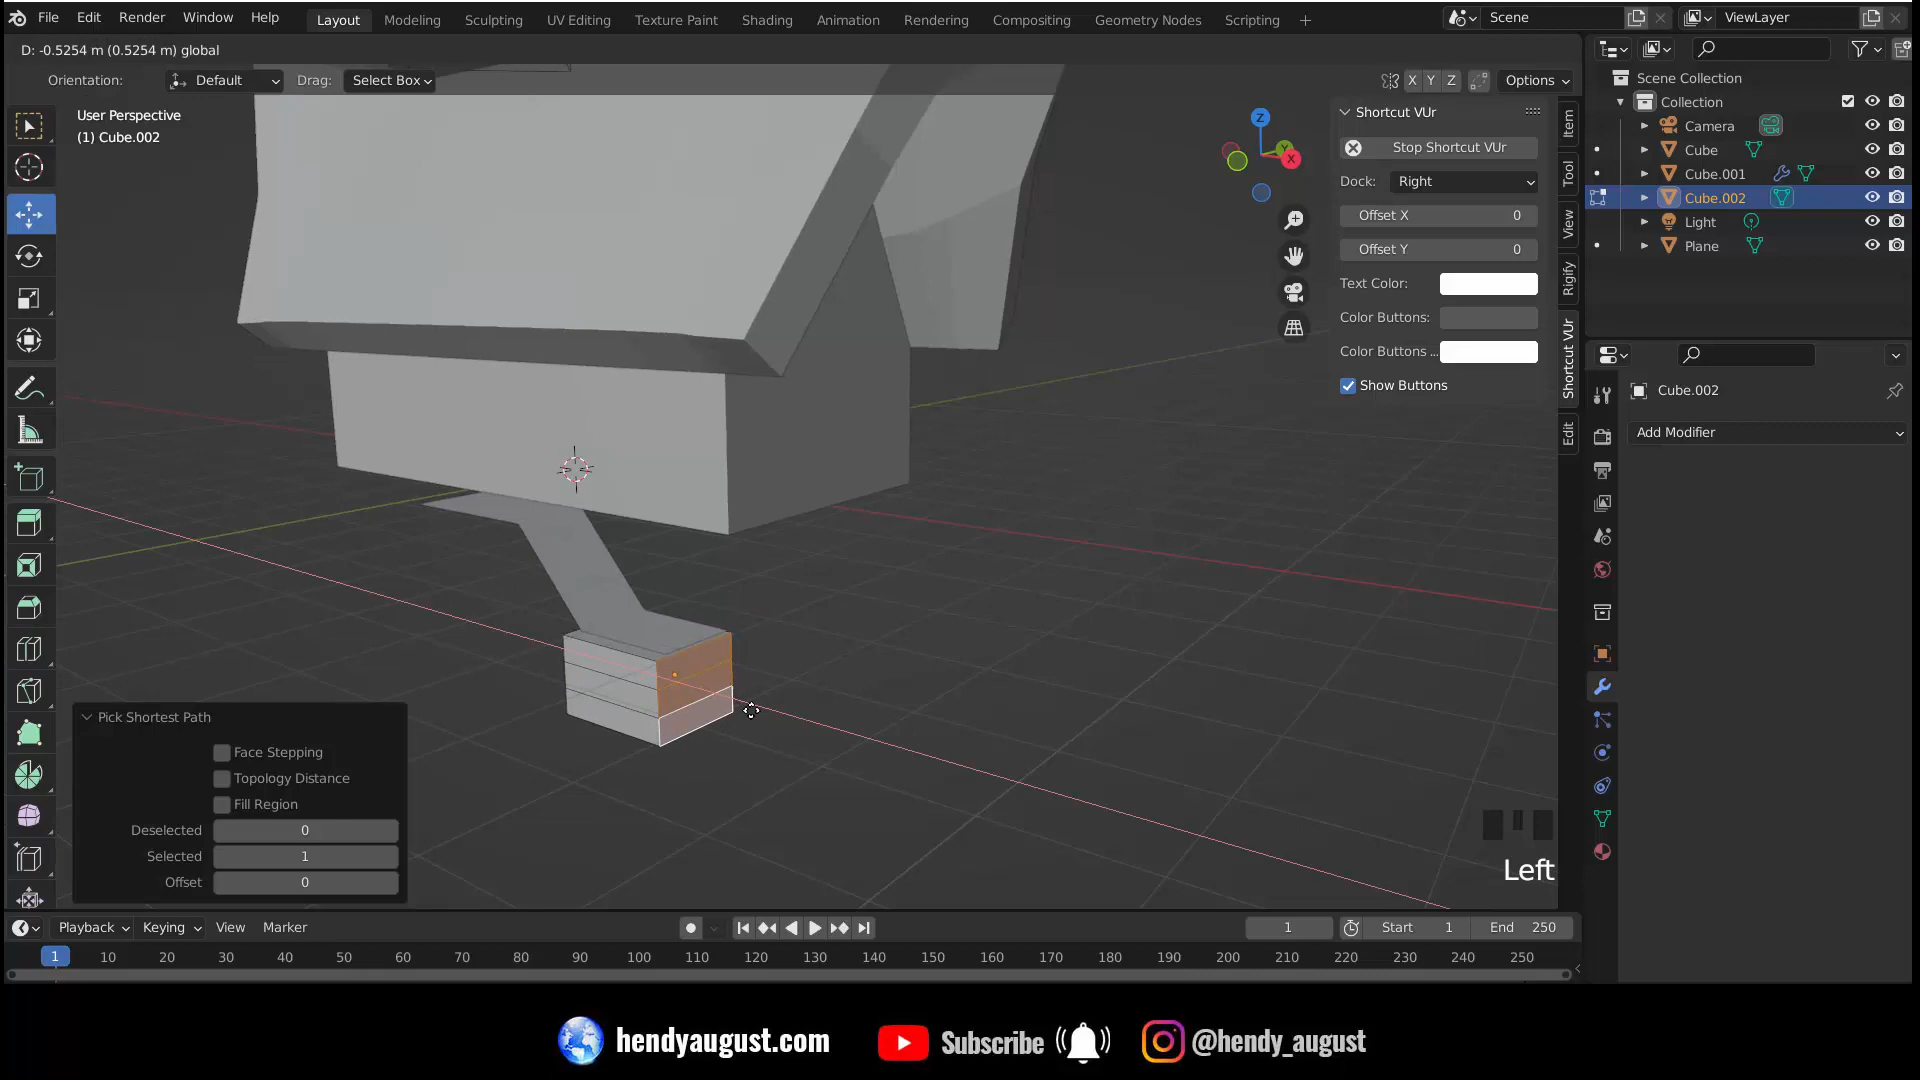 File Edit Render Window Help Layout Modeling Sculpting UV Editing Texture Paint Shading Animation Rendering Compositing Geometry Nodes Scripting + Scene ViewLayer
D: -0.5254 m (0.5254 m) global
Orientation: Default Drag: Select Box X Y Z Options
User Perspective
(1) Cube.002
Z
Y
X
Shortcut VUr
Stop Shortcut VUr
Dock: Right
Offset X 0
Offset Y 0
Text Color:
Color Buttons:
Color Buttons ...
Show Buttons
Item
Tool
View
Rigify
Shortcut VUr
Edit
Scene Collection
Collection
Camera
Cube
Cube.001
Cube.002
Light
Plane
Cube.002
Add Modifier
Pick Shortest Path
Face Stepping
Topology Distance
Fill Region
Deselected 0
Selected 1
Offset 0
Left
Playback Keying View Marker 1 Start 1 End 250
1 10 20 30 40 50 60 70 80 90 100 110 120 130 140 150 160 170 180 190 200 210 220 230 240 250
hendyaugust.com Subscribe @hendy_august